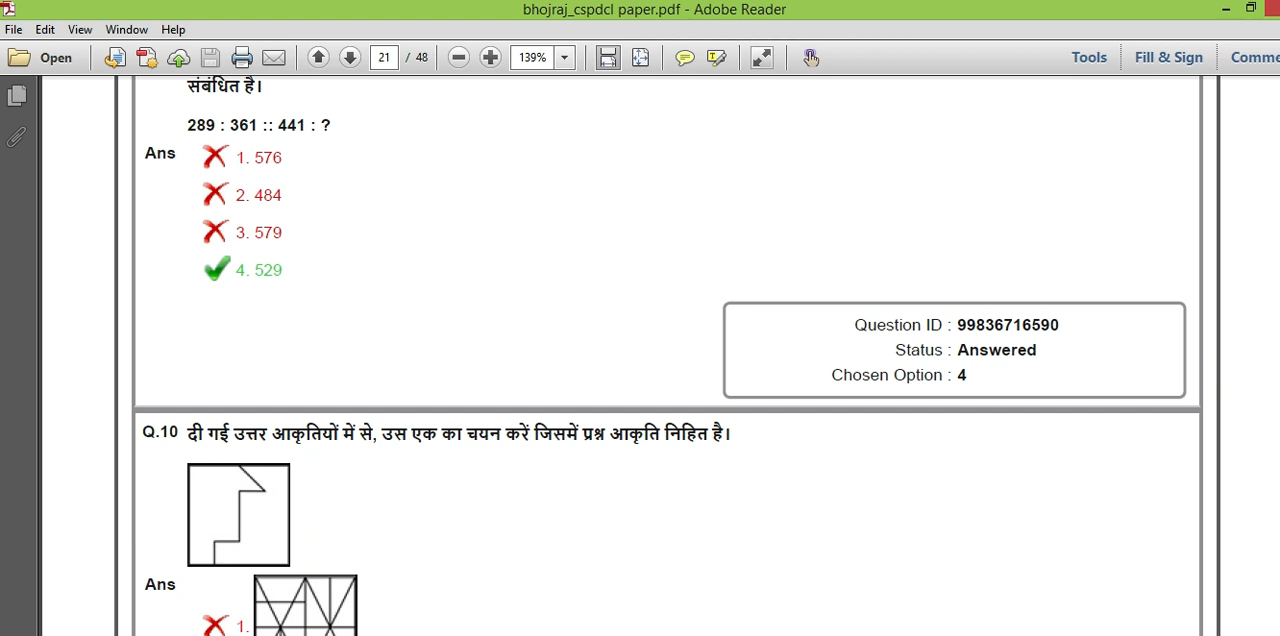 bhojraj_cspdcl paper.pdf - Adobe Reader
File Edit View Window Help
Open 21 / 48 139% Tools Fill & Sign Comme
संबंधित है।
289 : 361 :: 441 : ?
Ans
1. 576
2. 484
3. 579
4. 529
Question ID : 99836716590
Status : Answered
Chosen Option : 4
Q.10 दी गई उत्तर आकृतियों में से, उस एक का चयन करें जिसमें प्रश्न आकृति निहित है।
Ans
1.